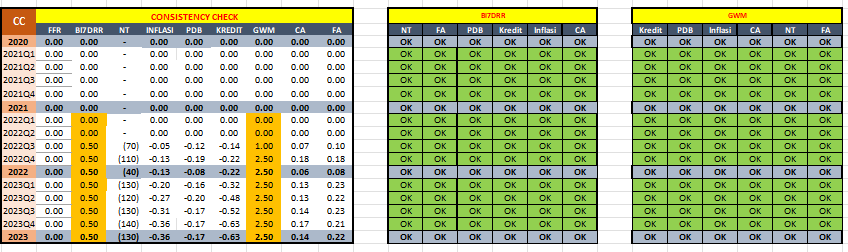 CC CONSISTENCY CHECK BI7DRR GWM
FFR BI7DRR NT INFLASI PDB KREDIT GWM CA FA NT FA PDB Kredit Inflasi CA Kredit PDB Inflasi CA NT FA
2020 0.00 0.00 - 0.00 0.00 0.00 0.00 0.00 0.00 OK OK OK OK OK OK OK OK OK OK OK OK
2021Q1 0.00 0.00 - 0.00 0.00 0.00 0.00 0.00 0.00 OK OK OK OK OK OK OK OK OK OK OK OK
2021Q2 0.00 0.00 - 0.00 0.00 0.00 0.00 0.00 0.00 OK OK OK OK OK OK OK OK OK OK OK OK
2021Q3 0.00 0.00 - 0.00 0.00 0.00 0.00 0.00 0.00 OK OK OK OK OK OK OK OK OK OK OK OK
2021Q4 0.00 0.00 - 0.00 0.00 0.00 0.00 0.00 0.00 OK OK OK OK OK OK OK OK OK OK OK OK
2021 0.00 0.00 - 0.00 0.00 0.00 0.00 0.00 0.00 OK OK OK OK OK OK OK OK OK OK OK OK
2022Q1 0.00 0.00 - 0.00 0.00 0.00 0.00 0.00 0.00 OK OK OK OK OK OK OK OK OK OK OK OK
2022Q2 0.00 0.00 - 0.00 0.00 0.00 0.00 0.00 0.00 OK OK OK OK OK OK OK OK OK OK OK OK
2022Q3 0.00 0.50 (70) -0.05 -0.12 -0.14 1.00 0.07 0.10 OK OK OK OK OK OK OK OK OK OK OK OK
2022Q4 0.00 0.50 (110) -0.13 -0.19 -0.22 2.50 0.18 0.18 OK OK OK OK OK OK OK OK OK OK OK OK
2022 0.00 0.50 (40) -0.13 -0.08 -0.22 2.50 0.06 0.08 OK OK OK OK OK OK OK OK OK OK OK OK
2023Q1 0.00 0.50 (130) -0.20 -0.16 -0.32 2.50 0.13 0.23 OK OK OK OK OK OK OK OK OK OK OK OK
2023Q2 0.00 0.50 (120) -0.27 -0.20 -0.48 2.50 0.13 0.22 OK OK OK OK OK OK OK OK OK OK OK OK
2023Q3 0.00 0.50 (130) -0.31 -0.17 -0.52 2.50 0.14 0.23 OK OK OK OK OK OK OK OK OK OK OK OK
2023Q4 0.00 0.50 (140) -0.36 -0.17 -0.63 2.50 0.17 0.21 OK OK OK OK OK OK OK OK OK OK OK OK
2023 0.00 0.50 (130) -0.36 -0.17 -0.63 2.50 0.14 0.22 OK OK OK OK OK OK OK OK OK OK OK OK